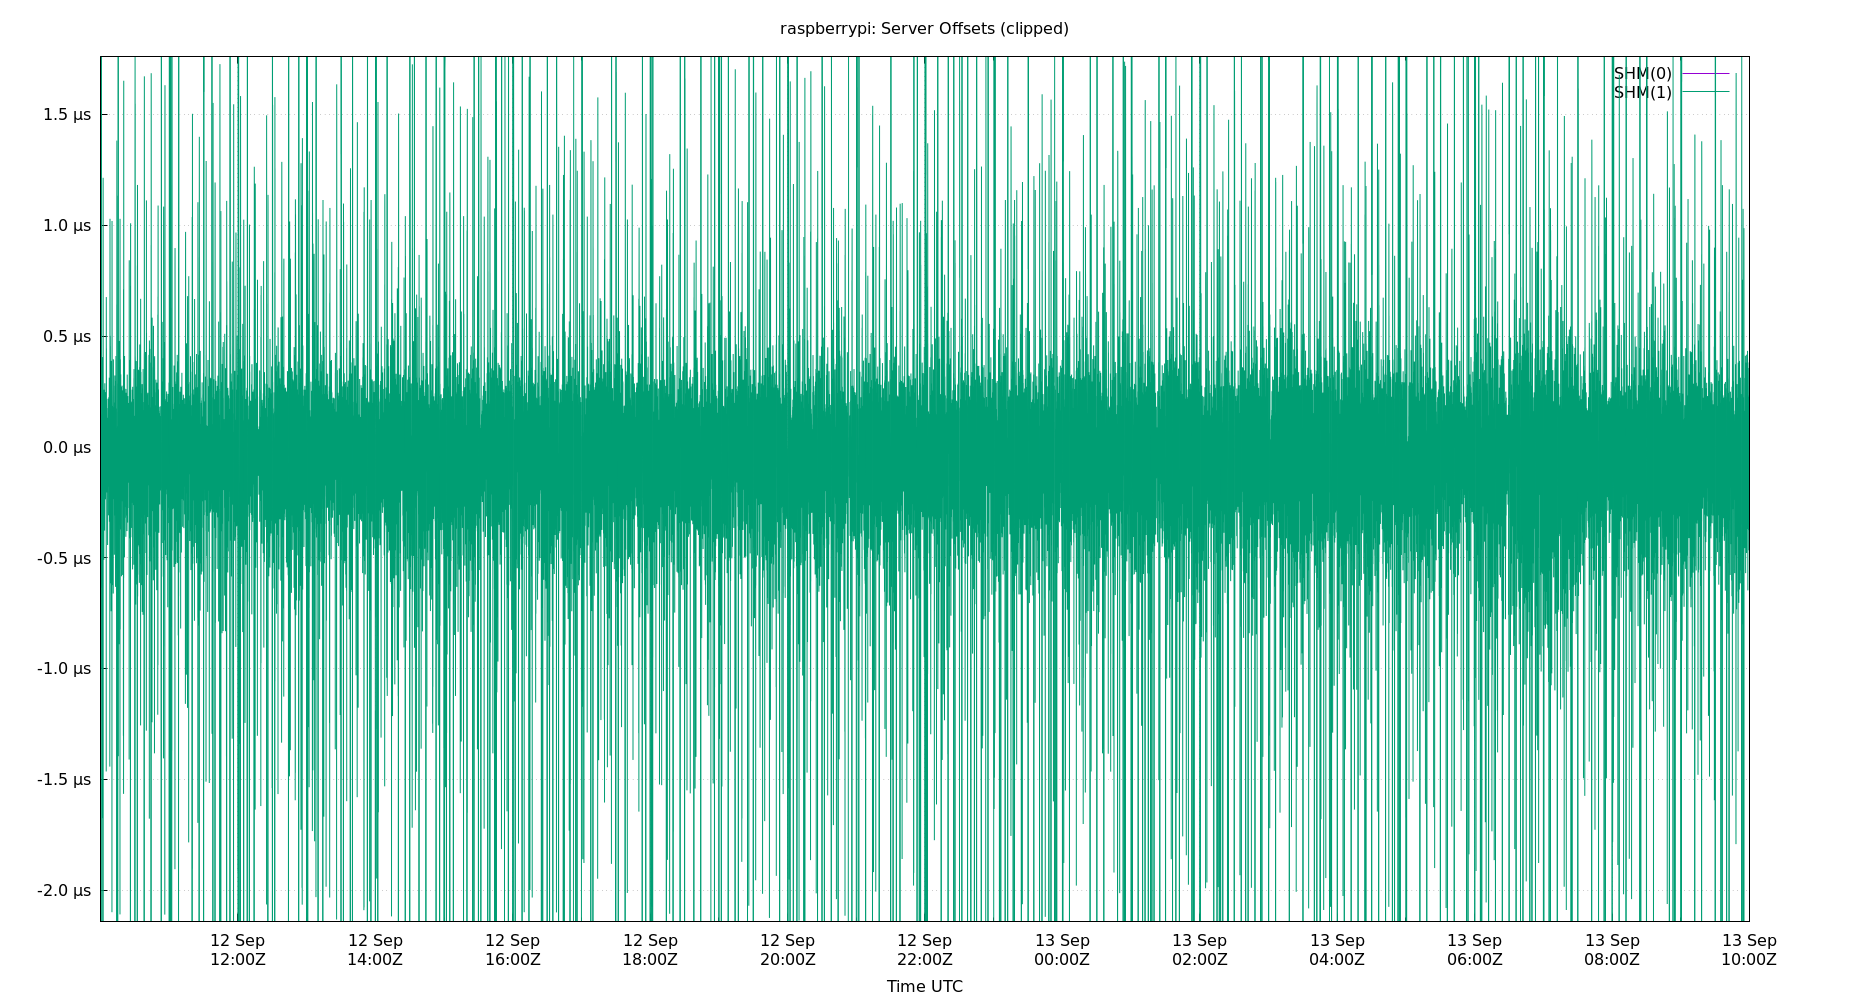 raspberrypi: Server Offsets (clipped)
SHM(0)
SHM(1)
1.5 µs
1.0 µs
0.5 µs
0.0 µs
-0.5 µs
-1.0 µs
-1.5 µs
-2.0 µs
12 Sep 12 Sep 12 Sep 12 Sep 12 Sep 12 Sep 13 Sep 13 Sep 13 Sep 13 Sep 13 Sep 13 Sep
12:00Z 14:00Z 16:00Z 18:00Z 20:00Z 22:00Z 00:00Z 02:00Z 04:00Z 06:00Z 08:00Z 10:00Z
Time UTC